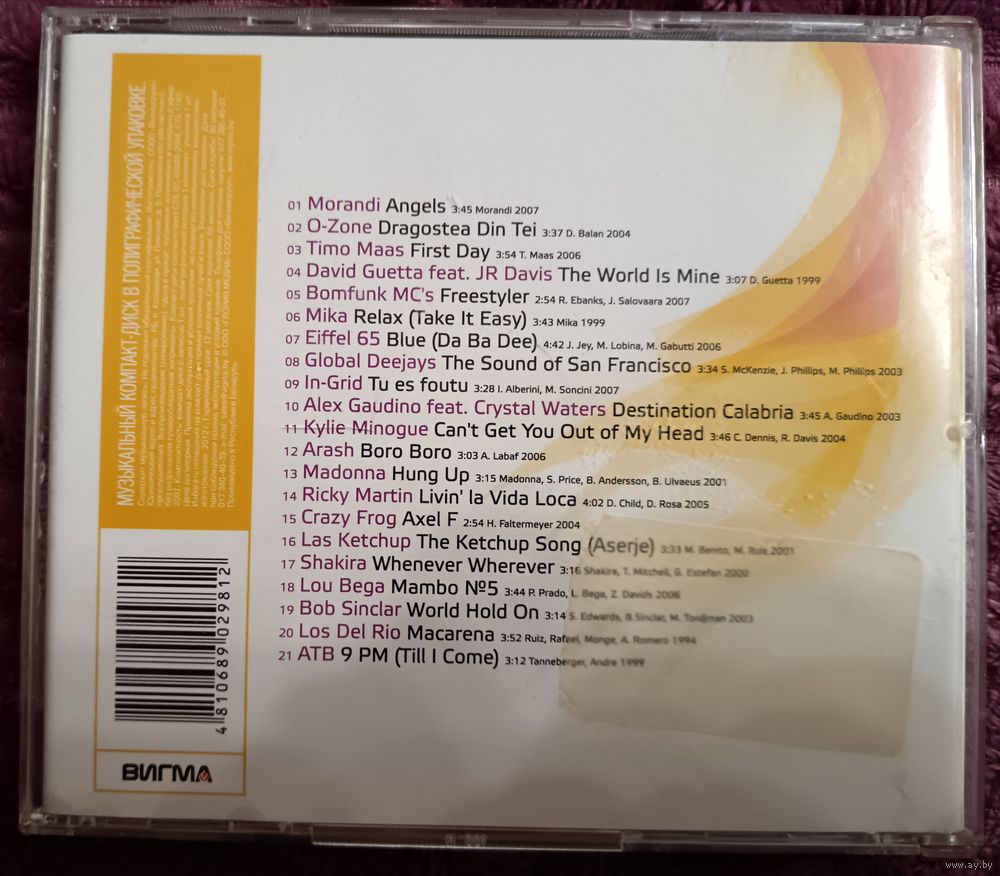 МУЗЫКАЛЬНЫЙ КОМПАКТ-ДИСК В ПОЛИГРАФИЧЕСКОЙ УПАКОВКЕ.
4 810689 029812
ВИГМА
01 Morandi Angels 3:45 Morandi 2007
02 O-Zone Dragostea Din Tei 3:37 D. Balan 2004
03 Timo Maas First Day 3:54 T. Maas 2006
04 David Guetta feat. JR Davis The World Is Mine 3:07 D. Guetta 1999
05 Bomfunk MC's Freestyler 2:54 R. Ebanks, J. Salovaara 2007
06 Mika Relax (Take It Easy) 3:43 Mika 1999
07 Eiffel 65 Blue (Da Ba Dee) 4:42 J. Jey, M. Lobina, M. Gabutti 2006
08 Global Deejays The Sound of San Francisco 3:34 S. McKenzie, J. Phillips, M. Phillips 2003
09 In-Grid Tu es foutu 3:28 I. Alberini, M. Soncini 2007
10 Alex Gaudino feat. Crystal Waters Destination Calabria 3:45 A. Gaudino 2003
11 Kylie Minogue Can't Get You Out of My Head 3:46 C. Dennis, R. Davis 2004
12 Arash Boro Boro 3:03 A. Labaf 2006
13 Madonna Hung Up 3:15 Madonna, S. Price, B. Andersson, B. Ulvaeus 2001
14 Ricky Martin Livin' la Vida Loca 4:02 D. Child, D. Rosa 2005
15 Crazy Frog Axel F 2:54 H. Faltermeyer 2004
16 Las Ketchup The Ketchup Song (Aserje) 3:33 M. Benito, M. Ruiz 2001
17 Shakira Whenever Wherever 3:16 Shakira, T. Mitchell, G. Estefan 2000
18 Lou Bega Mambo №5 3:44 P. Prado, L. Bega, Z. Davids 2006
19 Bob Sinclar World Hold On 3:14 S. Edwards, B. Sinclar, M. Tordjman 2003
20 Los Del Rio Macarena 3:52 Ruiz, Rafael, Monge, A. Romero 1994
21 ATB 9 PM (Till I Come) 3:12 Tanneberger, Andre 1999
www.ay.by